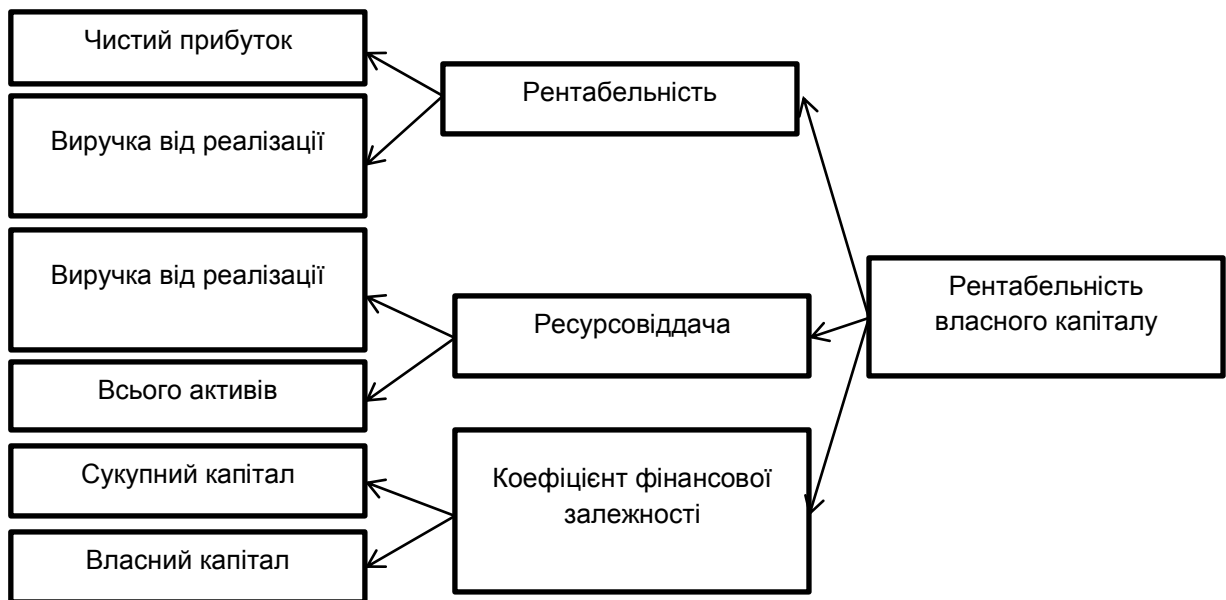 Чистий прибуток
Виручка від реалізації
Виручка від реалізації
Всього активів
Сукупний капітал
Власний капітал
Рентабельність
Ресурсовіддача
Коефіцієнт фінансової
залежності
Рентабельність
власного капіталу